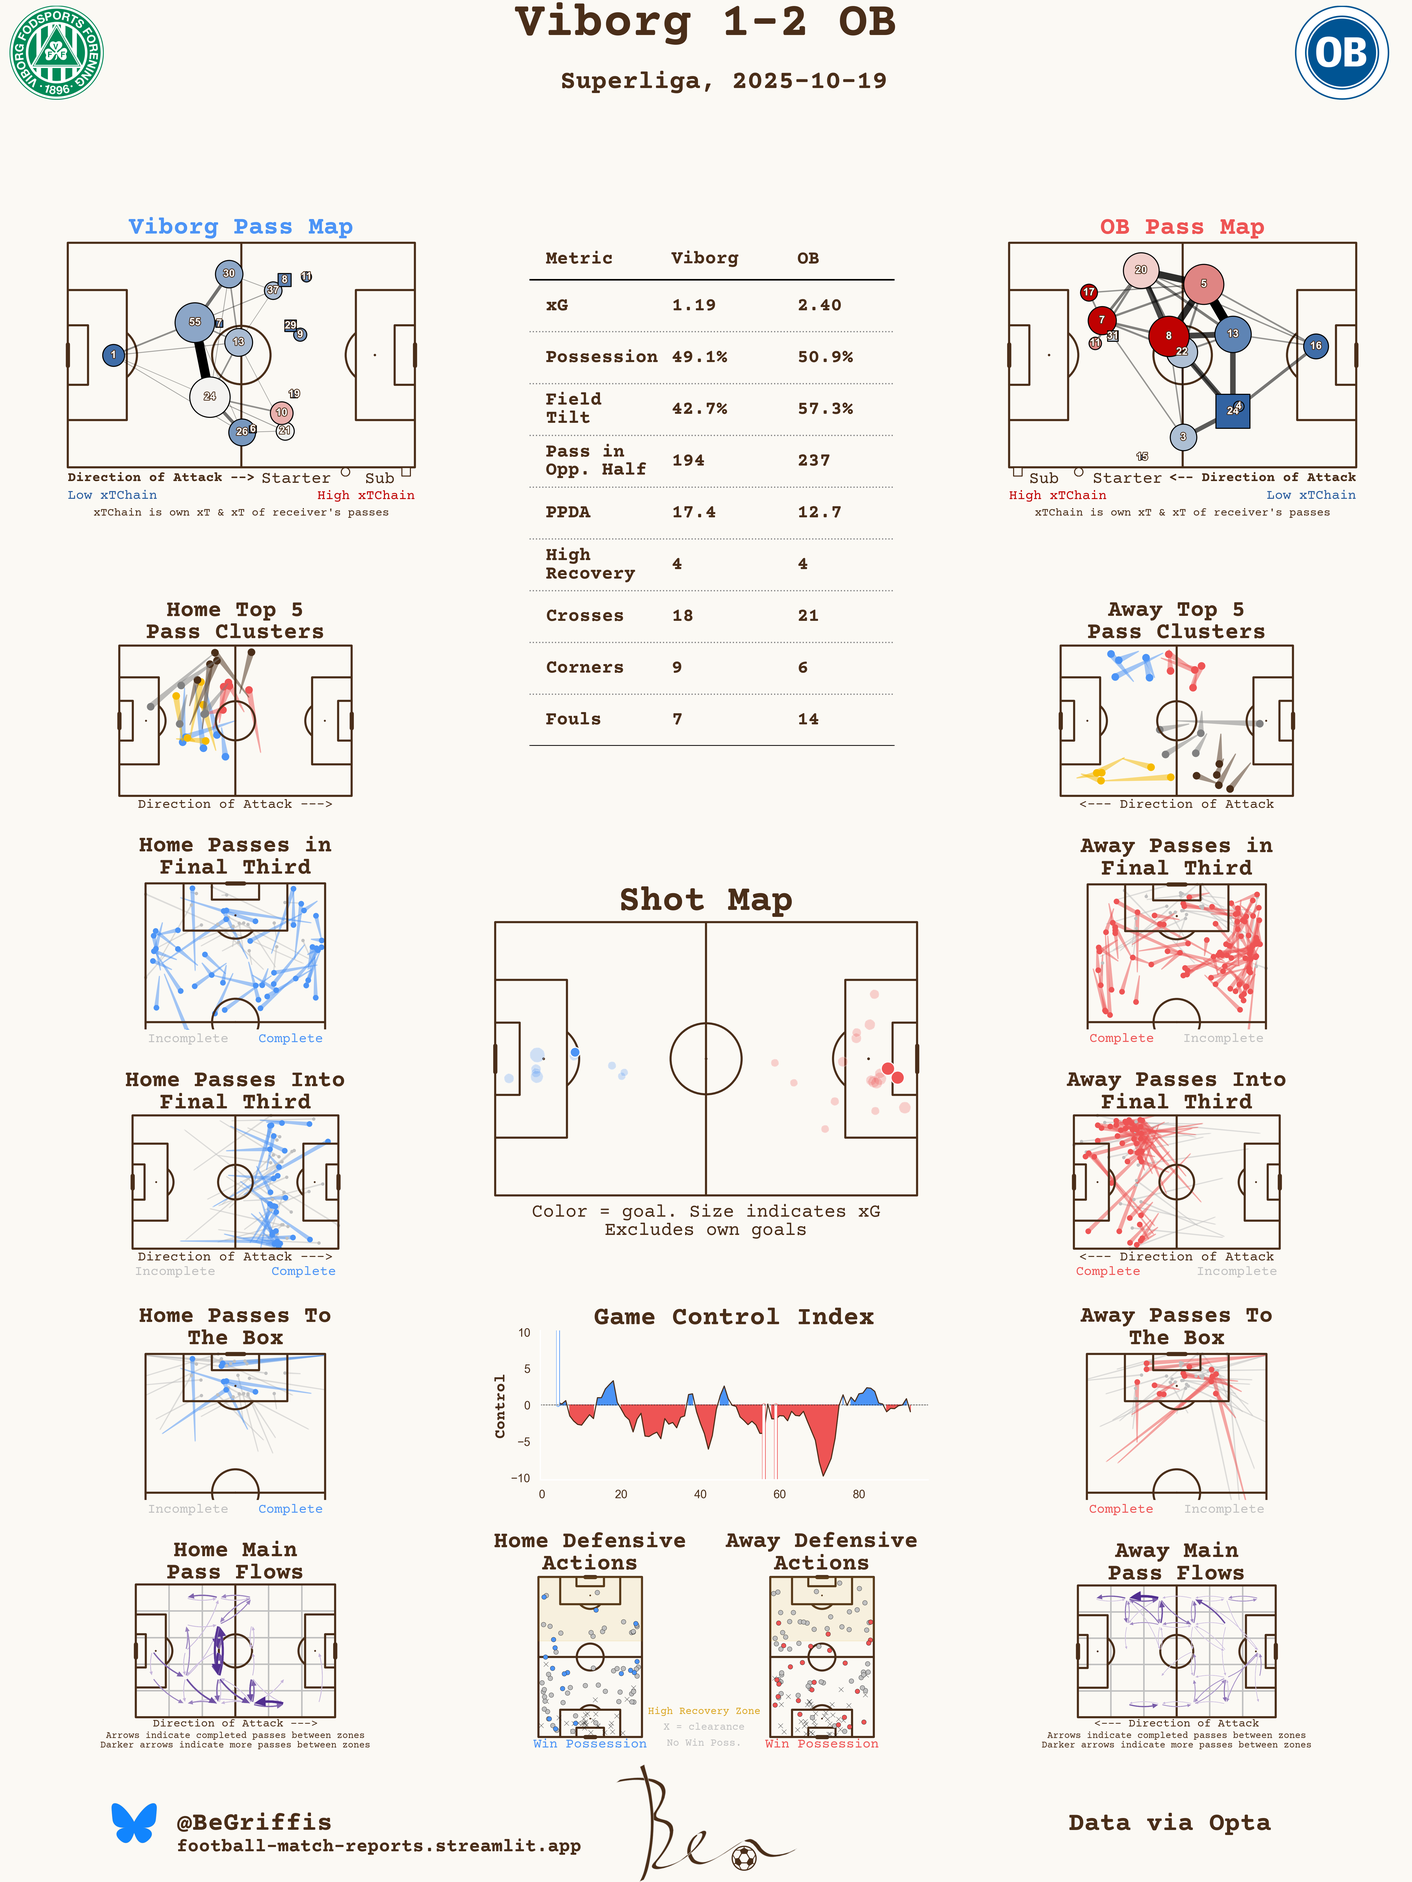 Viborg 1-2 OB
Superliga, 2025-10-19
VIBORG FODSPORTS FORENING
V F F
· 1896 ·
OB
Viborg Pass Map
30
8
11
37
55
7
29
9
13
1
24
19
10
26
6
21
Direction of Attack --> Starter Sub
Low xTChain High xTChain
xTChain is own xT & xT of receiver's passes
Metric Viborg OB
xG 1.19 2.40
Possession 49.1% 50.9%
Field
Tilt 42.7% 57.3%
Pass in
Opp. Half 194 237
PPDA 17.4 12.7
High
Recovery 4 4
Crosses 18 21
Corners 9 6
Fouls 7 14
OB Pass Map
20
5
17
7
31
11
8
22
13
16
24
4
3
15
Sub Starter <-- Direction of Attack
High xTChain Low xTChain
xTChain is own xT & xT of receiver's passes
Home Top 5
Pass Clusters
Direction of Attack --->
Away Top 5
Pass Clusters
<--- Direction of Attack
Home Passes in
Final Third
Incomplete Complete
Away Passes in
Final Third
Complete Incomplete
Shot Map
Color = goal. Size indicates xG
Excludes own goals
Home Passes Into
Final Third
Direction of Attack --->
Incomplete Complete
Away Passes Into
Final Third
<--- Direction of Attack
Complete Incomplete
Home Passes To
The Box
Incomplete Complete
Game Control Index
Control
10
5
0
−5
−10
0 20 40 60 80
Away Passes To
The Box
Complete Incomplete
Home Main
Pass Flows
Direction of Attack --->
Arrows indicate completed passes between zones
Darker arrows indicate more passes between zones
Home Defensive
Actions
Win Possession
High Recovery Zone
X = clearance
No Win Poss.
Away Defensive
Actions
Win Possession
Away Main
Pass Flows
<--- Direction of Attack
Arrows indicate completed passes between zones
Darker arrows indicate more passes between zones
@BeGriffis
football-match-reports.streamlit.app
Ben
Data via Opta